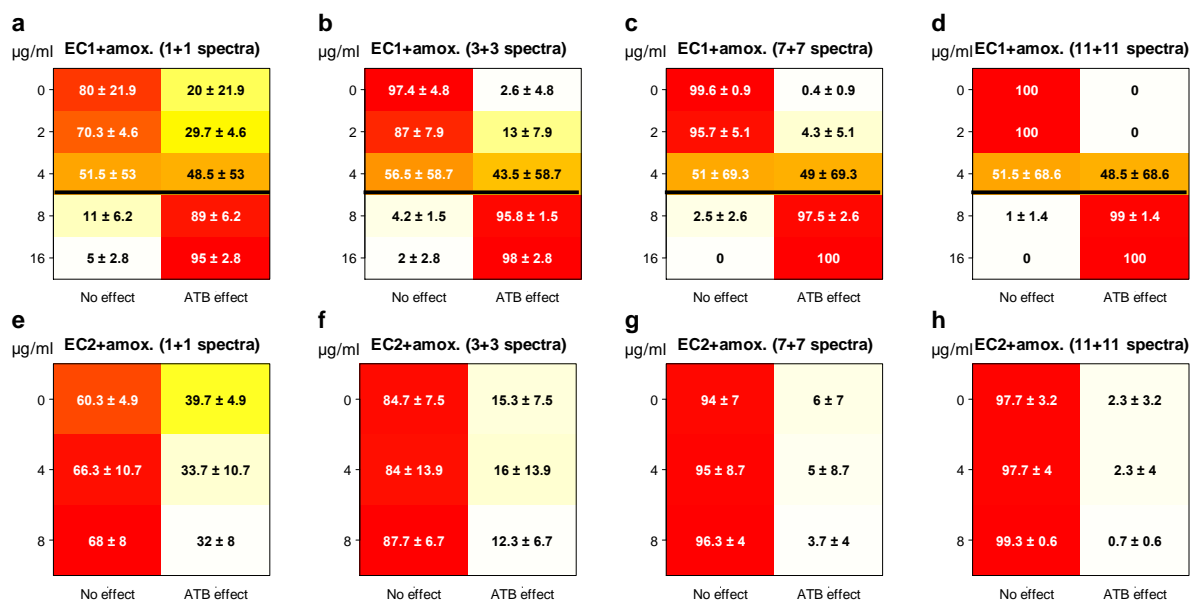 a
µg/ml EC1+amox. (1+1 spectra)
0 80 ± 21.9 20 ± 21.9
2 70.3 ± 4.6 29.7 ± 4.6
4 51.5 ± 53 48.5 ± 53
8 11 ± 6.2 89 ± 6.2
16 5 ± 2.8 95 ± 2.8
No effect ATB effect
b
µg/ml EC1+amox. (3+3 spectra)
0 97.4 ± 4.8 2.6 ± 4.8
2 87 ± 7.9 13 ± 7.9
4 56.5 ± 58.7 43.5 ± 58.7
8 4.2 ± 1.5 95.8 ± 1.5
16 2 ± 2.8 98 ± 2.8
No effect ATB effect
c
µg/ml EC1+amox. (7+7 spectra)
0 99.6 ± 0.9 0.4 ± 0.9
2 95.7 ± 5.1 4.3 ± 5.1
4 51 ± 69.3 49 ± 69.3
8 2.5 ± 2.6 97.5 ± 2.6
16 0 100
No effect ATB effect
d
µg/ml EC1+amox. (11+11 spectra)
0 100 0
2 100 0
4 51.5 ± 68.6 48.5 ± 68.6
8 1 ± 1.4 99 ± 1.4
16 0 100
No effect ATB effect
e
µg/ml EC2+amox. (1+1 spectra)
0 60.3 ± 4.9 39.7 ± 4.9
4 66.3 ± 10.7 33.7 ± 10.7
8 68 ± 8 32 ± 8
No effect ATB effect
f
µg/ml EC2+amox. (3+3 spectra)
0 84.7 ± 7.5 15.3 ± 7.5
4 84 ± 13.9 16 ± 13.9
8 87.7 ± 6.7 12.3 ± 6.7
No effect ATB effect
g
µg/ml EC2+amox. (7+7 spectra)
0 94 ± 7 6 ± 7
4 95 ± 8.7 5 ± 8.7
8 96.3 ± 4 3.7 ± 4
No effect ATB effect
h
µg/ml EC2+amox. (11+11 spectra)
0 97.7 ± 3.2 2.3 ± 3.2
4 97.7 ± 4 2.3 ± 4
8 99.3 ± 0.6 0.7 ± 0.6
No effect ATB effect